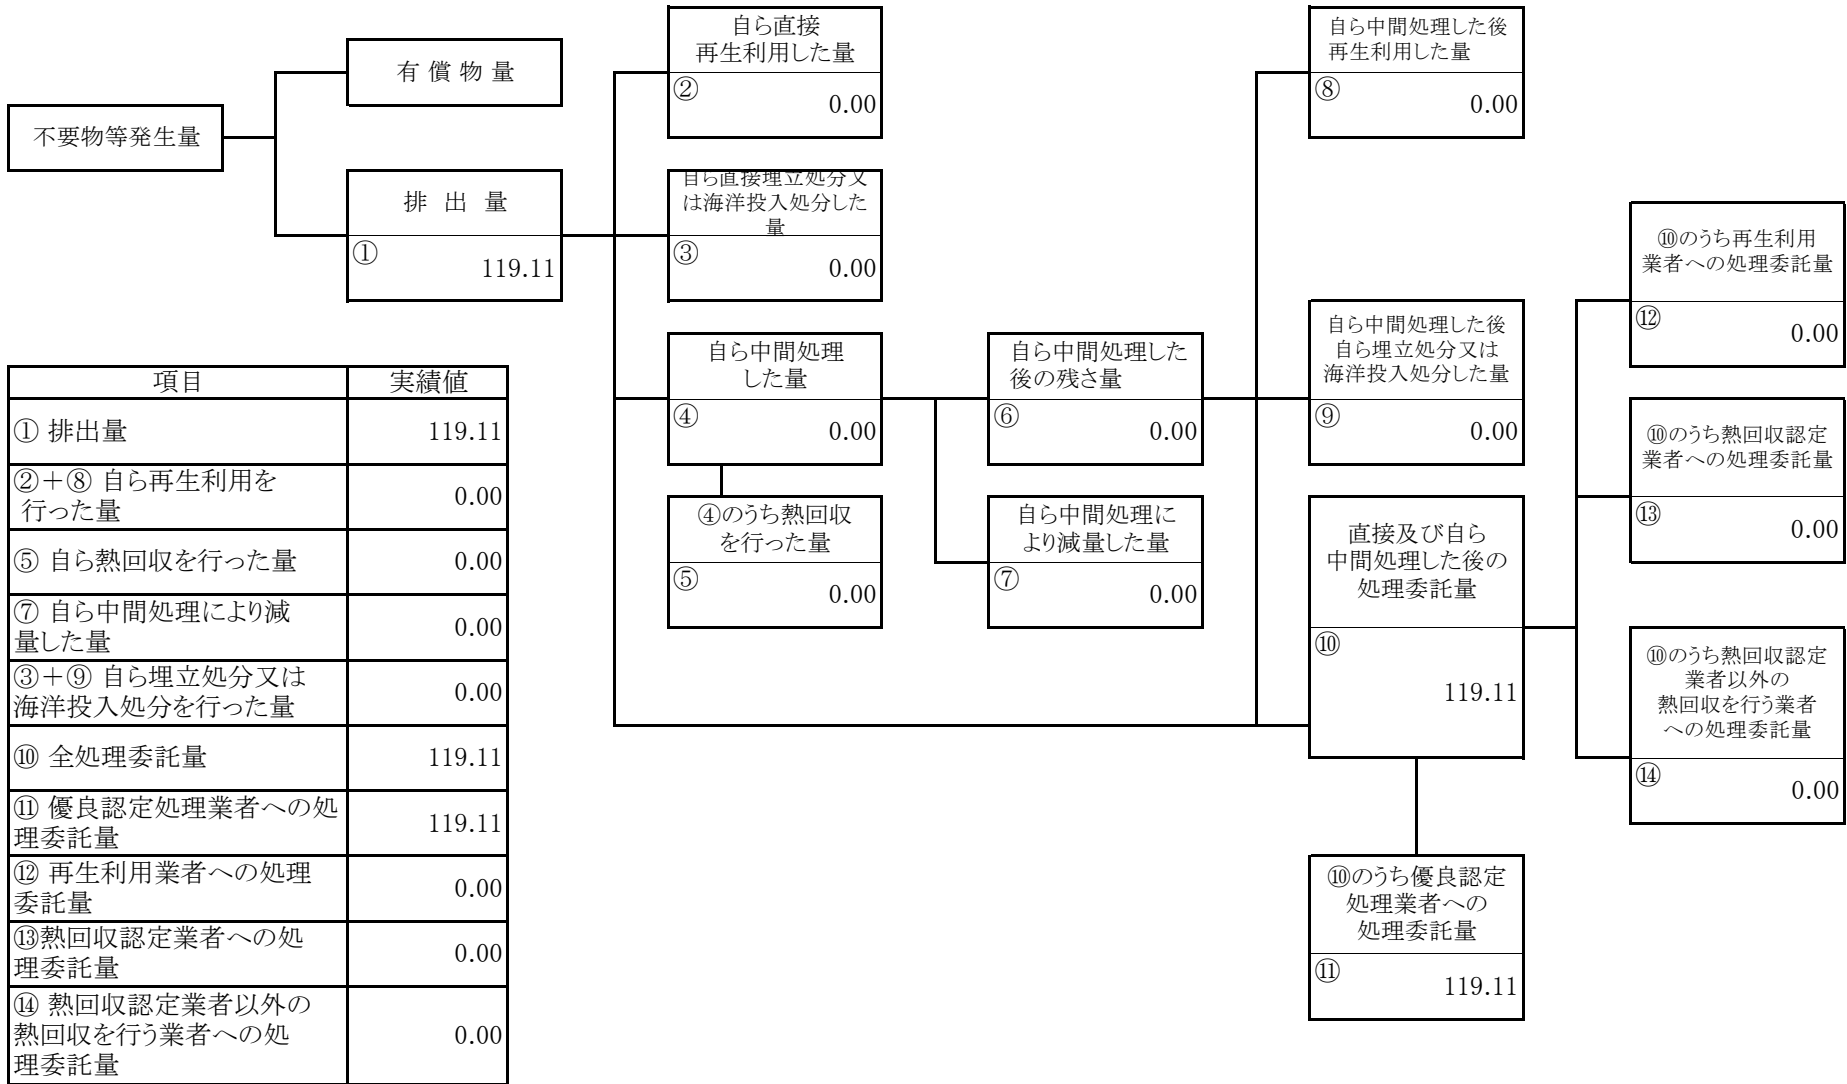 不要物等発生量
有 償 物 量
排 出 量
①
119.11
自ら直接
再生利用した量
②
0.00
自ら直接埋立処分又
は海洋投入処分した
量
③
0.00
自ら中間処理
した量
④
0.00
④のうち熱回収
を行った量
⑤
0.00
自ら中間処理した
後の残さ量
⑥
0.00
自ら中間処理に
より減量した量
⑦
0.00
自ら中間処理した後
再生利用した量
⑧
0.00
自ら中間処理した後
自ら埋立処分又は
海洋投入処分した量
⑨
0.00
直接及び自ら
中間処理した後の
処理委託量
⑩
119.11
⑩のうち優良認定
処理業者への
処理委託量
⑪
119.11
⑩のうち再生利用
業者への処理委託量
⑫
0.00
⑩のうち熱回収認定
業者への処理委託量
⑬
0.00
⑩のうち熱回収認定
業者以外の
熱回収を行う業者
への処理委託量
⑭
0.00
項目 実績値
① 排出量 119.11
②＋⑧ 自ら再生利用を
行った量 0.00
⑤ 自ら熱回収を行った量 0.00
⑦ 自ら中間処理により減
量した量 0.00
③＋⑨ 自ら埋立処分又は
海洋投入処分を行った量 0.00
⑩ 全処理委託量 119.11
⑪ 優良認定処理業者への処
理委託量 119.11
⑫ 再生利用業者への処理
委託量 0.00
⑬熱回収認定業者への処
理委託量 0.00
⑭ 熱回収認定業者以外の
熱回収を行う業者への処
理委託量 0.00